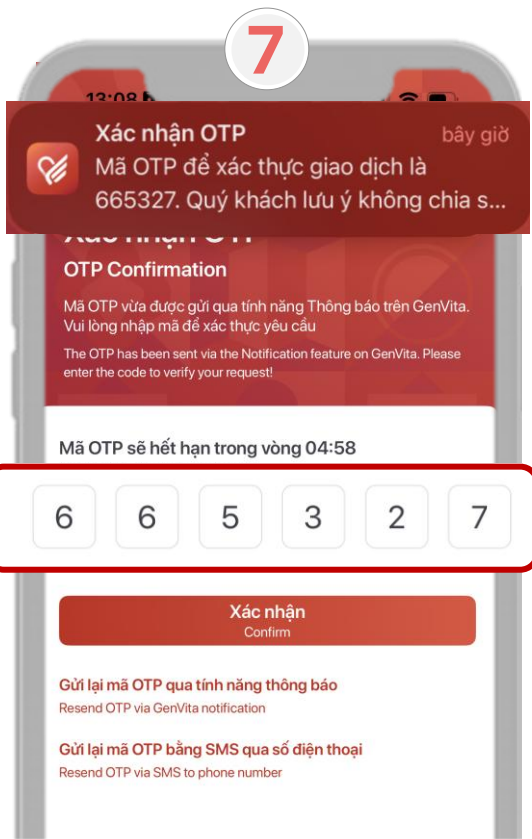 7
13:08
Xác nhận OTP
bây giờ
Mã OTP để xác thực giao dịch là
665327. Quý khách lưu ý không chia s...
Xác nhận OTP
OTP Confirmation
Mã OTP vừa được gửi qua tính năng Thông báo trên GenVita.
Vui lòng nhập mã để xác thực yêu cầu
The OTP has been sent via the Notification feature on GenVita. Please
enter the code to verify your request!
Mã OTP sẽ hết hạn trong vòng 04:58
6 6 5 3 2 7
Xác nhận
Confirm
Gửi lại mã OTP qua tính năng thông báo
Resend OTP via GenVita notification
Gửi lại mã OTP bằng SMS qua số điện thoại
Resend OTP via SMS to phone number